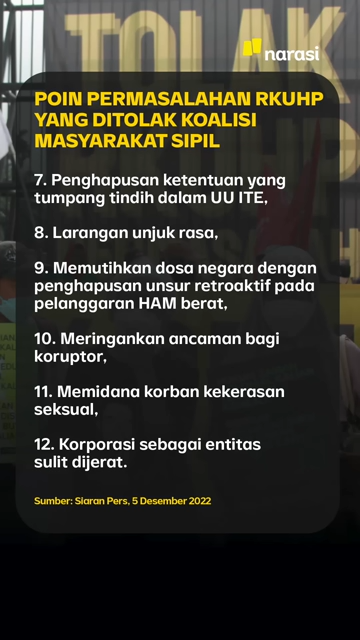 TOLAK
narasi
POIN PERMASALAHAN RKUHP
YANG DITOLAK KOALISI
MASYARAKAT SIPIL
7. Penghapusan ketentuan yang
tumpang tindih dalam UU ITE,
8. Larangan unjuk rasa,
9. Memutihkan dosa negara dengan
penghapusan unsur retroaktif pada
pelanggaran HAM berat,
10. Meringankan ancaman bagi
koruptor,
11. Memidana korban kekerasan
seksual,
12. Korporasi sebagai entitas
sulit dijerat.
Sumber: Siaran Pers, 5 Desember 2022